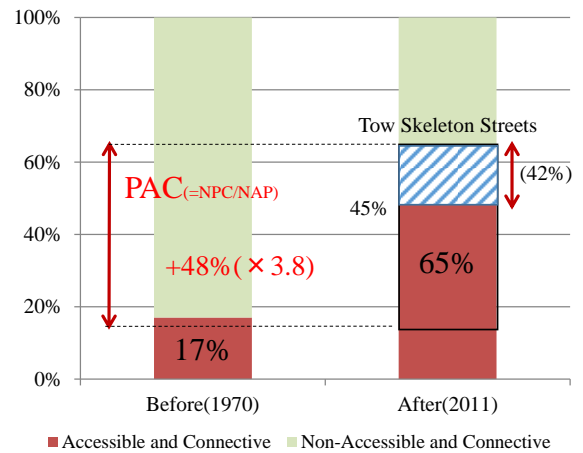 100%
80%
60%
40%
20%
0%
Tow Skeleton Streets
(42%)
45%
PAC(=NPC/NAP)
+48%(×3.8)
65%
17%
Before(1970)
After(2011)
Accessible and Connective
Non-Accessible and Connective